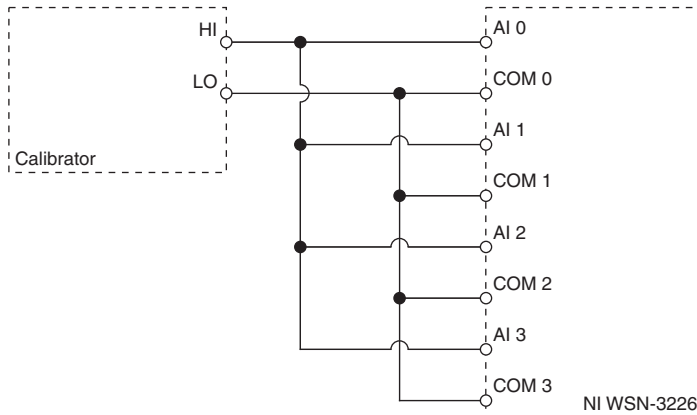 HI
AI 0
LO
COM 0
AI 1
Calibrator
COM 1
AI 2
COM 2
AI 3
COM 3
NI WSN-3226